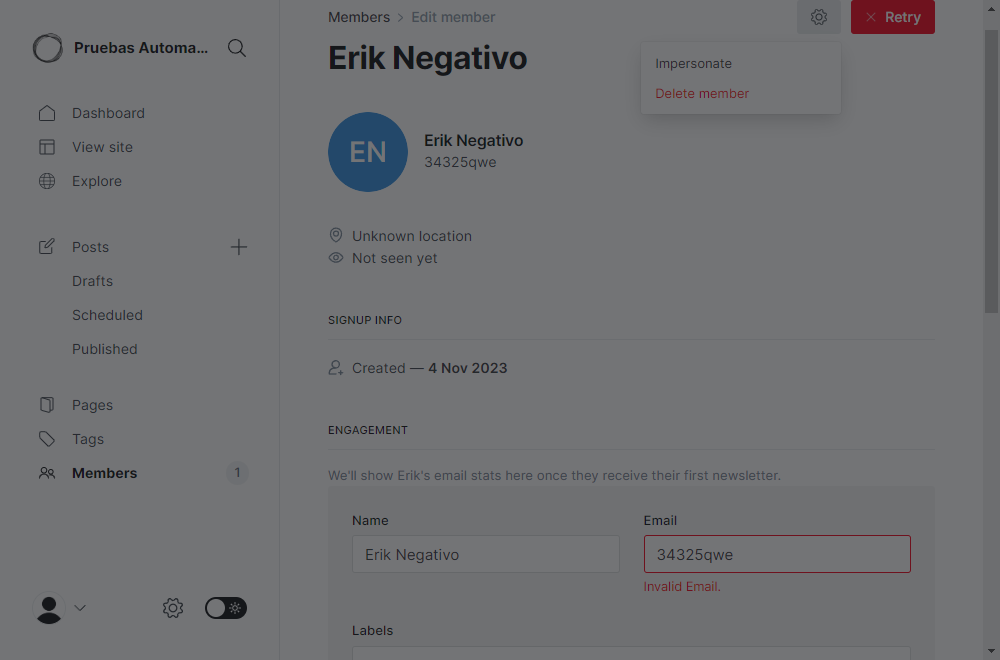 Pruebas Automa...
Dashboard
View site
Explore
Posts
Drafts
Scheduled
Published
Pages
Tags
Members
1
Members > Edit member
Retry
Erik Negativo
Impersonate
Delete member
EN
Erik Negativo
34325qwe
Unknown location
Not seen yet
SIGNUP INFO
Created — 4 Nov 2023
ENGAGEMENT
We'll show Erik's email stats here once they receive their first newsletter.
Name
Email
Erik Negativo
34325qwe
Invalid Email.
Labels